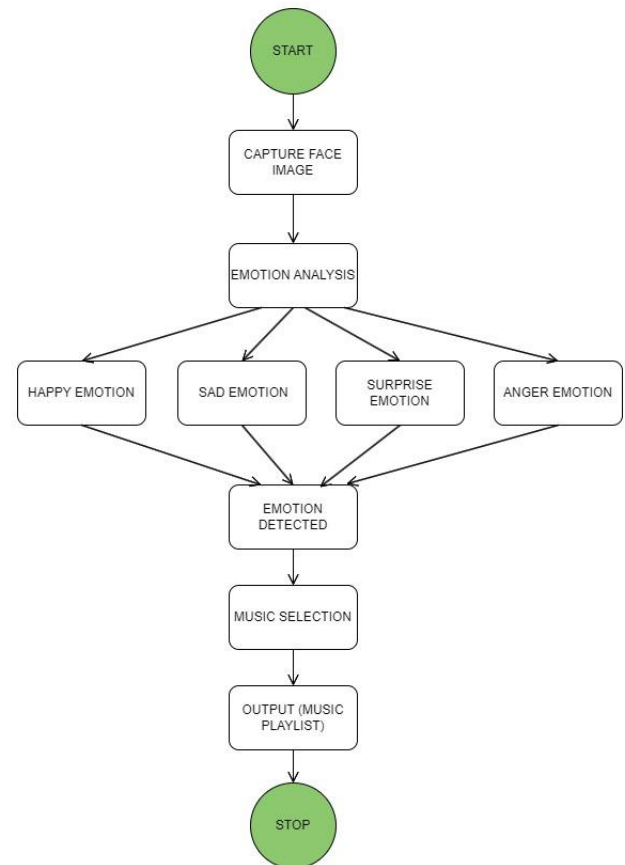 START
CAPTURE FACE
IMAGE
EMOTION ANALYSIS
HAPPY EMOTION
SAD EMOTION
SURPRISE
EMOTION
ANGER EMOTION
EMOTION
DETECTED
MUSIC SELECTION
OUTPUT (MUSIC
PLAYLIST)
STOP